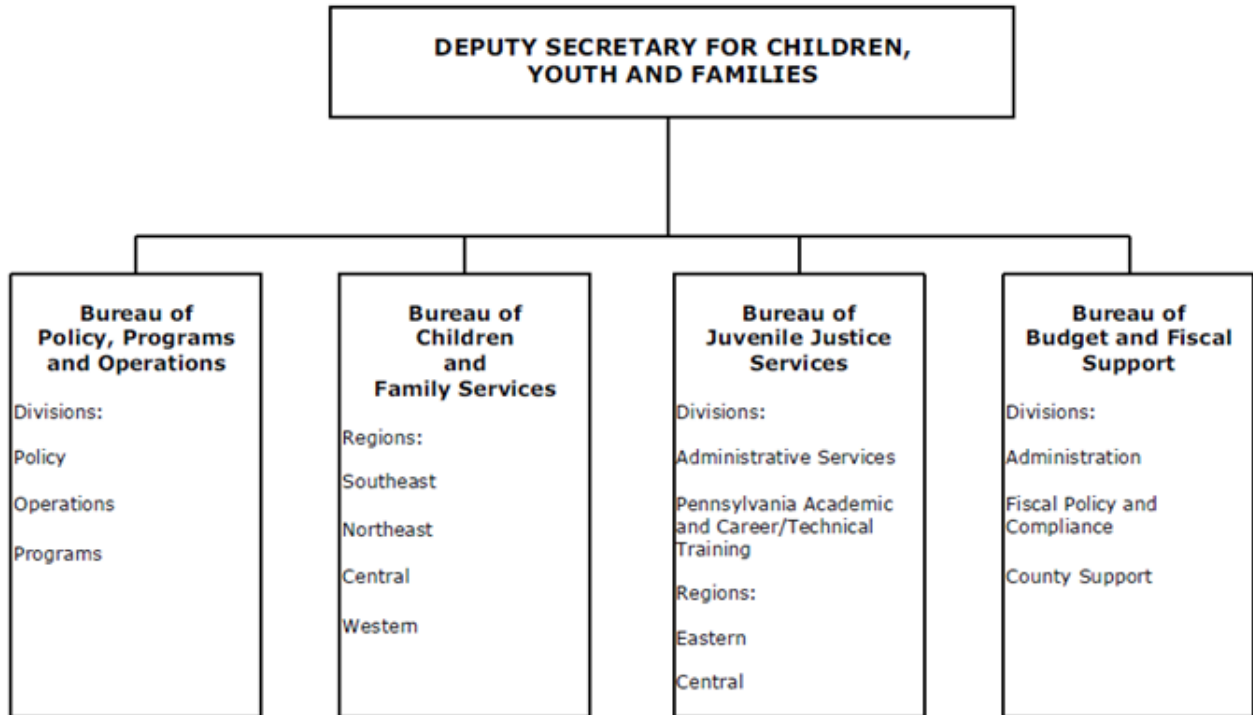 DEPUTY SECRETARY FOR CHILDREN,
YOUTH AND FAMILIES
Bureau of
Policy, Programs
and Operations
Divisions:
Policy
Operations
Programs
Bureau of
Children
and
Family Services
Regions:
Southeast
Northeast
Central
Western
Bureau of
Juvenile Justice
Services
Divisions:
Administrative Services
Pennsylvania Academic
and Career/Technical
Training
Regions:
Eastern
Central
Bureau of
Budget and Fiscal
Support
Divisions:
Administration
Fiscal Policy and
Compliance
County Support